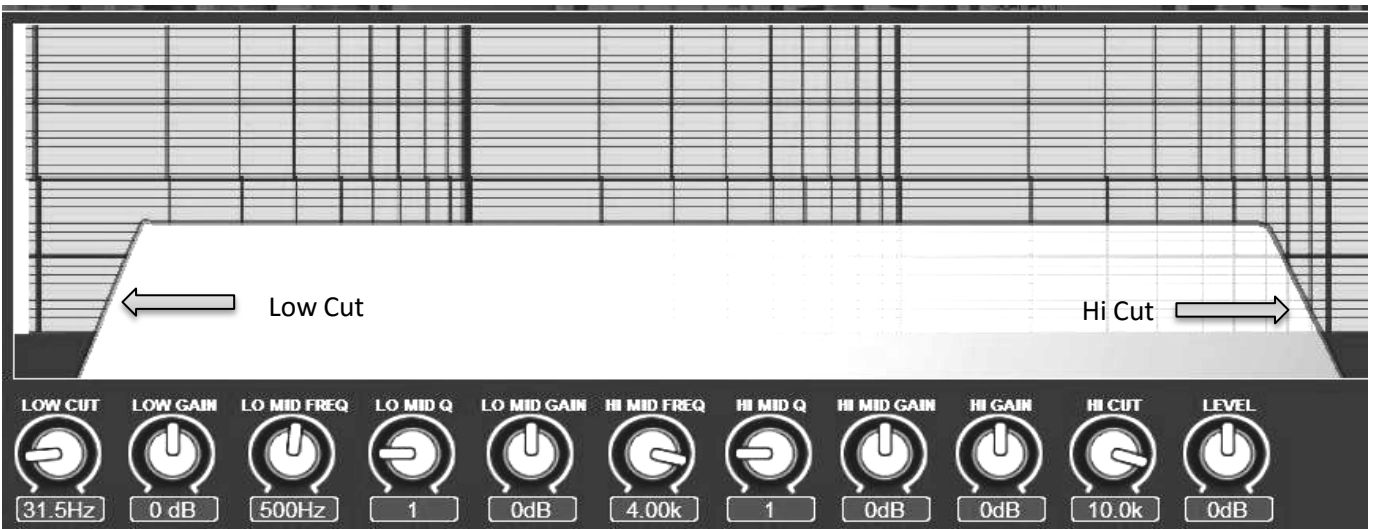 Low Cut
Hi Cut
LOW CUT LOW GAIN LO MID FREQ LO MID Q LO MID GAIN HI MID FREQ HI MID Q HI MID GAIN HI GAIN HI CUT LEVEL
31.5Hz 0 dB 500Hz 1 0dB 4.00k 1 0dB 0dB 10.0k 0dB